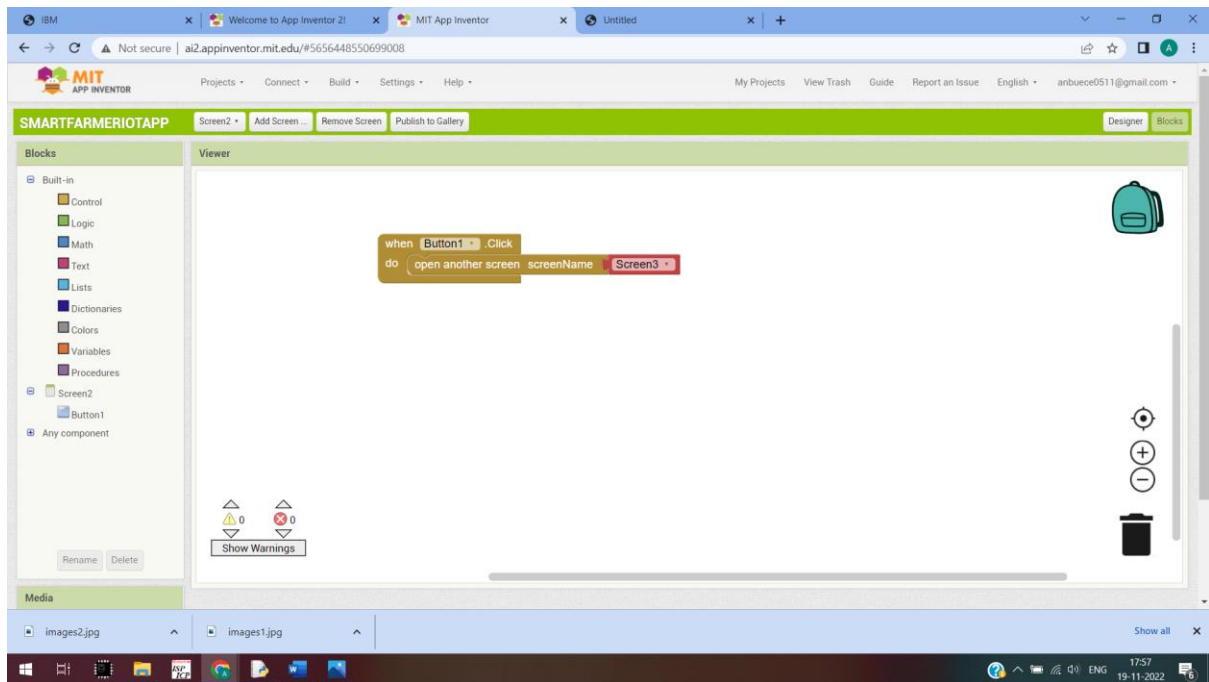 IBM
Welcome to App Inventor 2!
MIT App Inventor
Untitled
Not secure | ai2.appinventor.mit.edu/#5656448550699008
A
MIT
APP INVENTOR
Projects Connect Build Settings Help
My Projects View Trash Guide Report an Issue English anbuece0511@gmail.com
SMARTFARMERIOTAPP
Screen2 Add Screen ... Remove Screen Publish to Gallery
Designer Blocks
Blocks
Viewer
Built-in
Control
Logic
Math
Text
Lists
Dictionaries
Colors
Variables
Procedures
Screen2
Button1
Any component
when Button1 .Click
do open another screen screenName Screen3
0 0
Show Warnings
Rename Delete
Media
images2.jpg
images1.jpg
Show all
ISP
ICP
W
ENG
17:57
19-11-2022
6